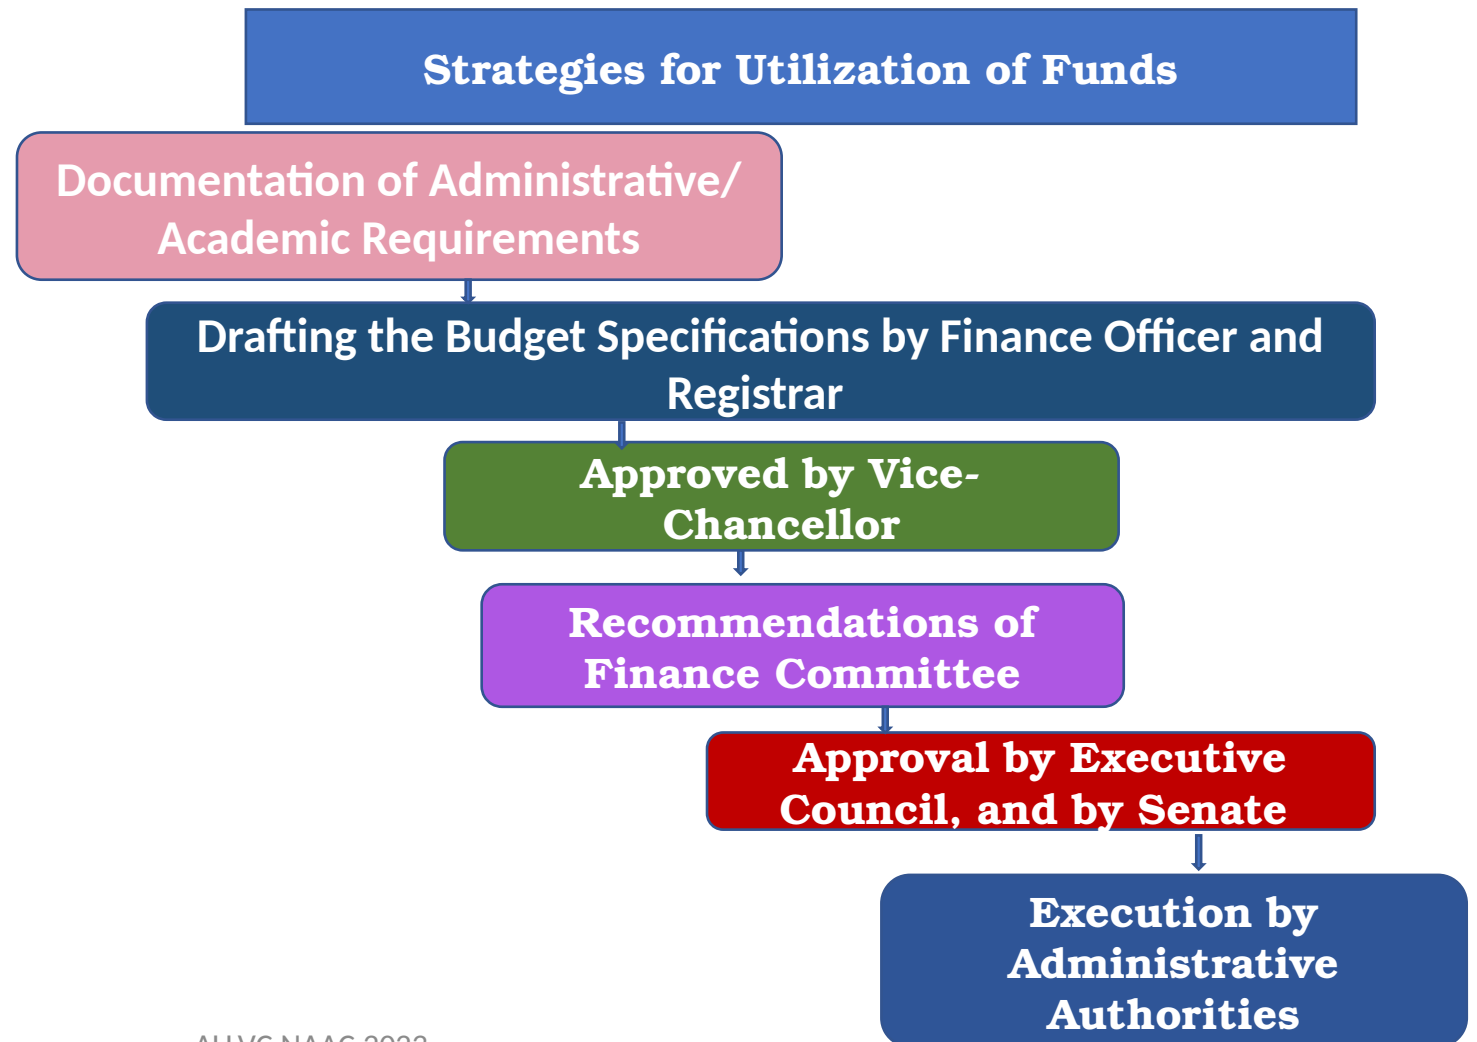 Strategies for Utilization of Funds
Documentation of Administrative/
Academic Requirements
Drafting the Budget Specifications by Finance Officer and
Registrar
Approved by Vice-
Chancellor
Recommendations of
Finance Committee
Approval by Executive
Council, and by Senate
Execution by
Administrative
Authorities